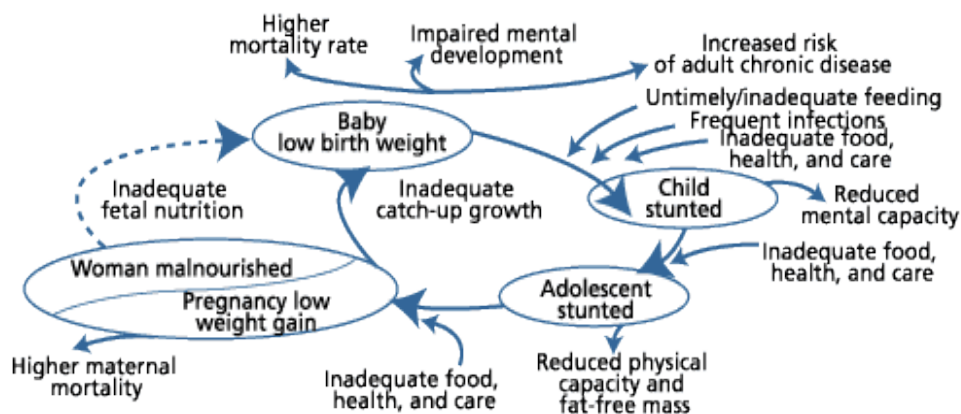 Higher
mortality rate
Impaired mental
development
Increased risk
of adult chronic disease
Untimely/inadequate feeding
Frequent infections
Inadequate food,
health, and care
Baby
low birth weight
Inadequate
fetal nutrition
Inadequate
catch-up growth
Child
stunted
Reduced
mental capacity
Inadequate food,
health, and care
Woman malnourished
Pregnancy low
weight gain
Adolescent
stunted
Higher maternal
mortality
Inadequate food,
health, and care
Reduced physical
capacity and
fat-free mass